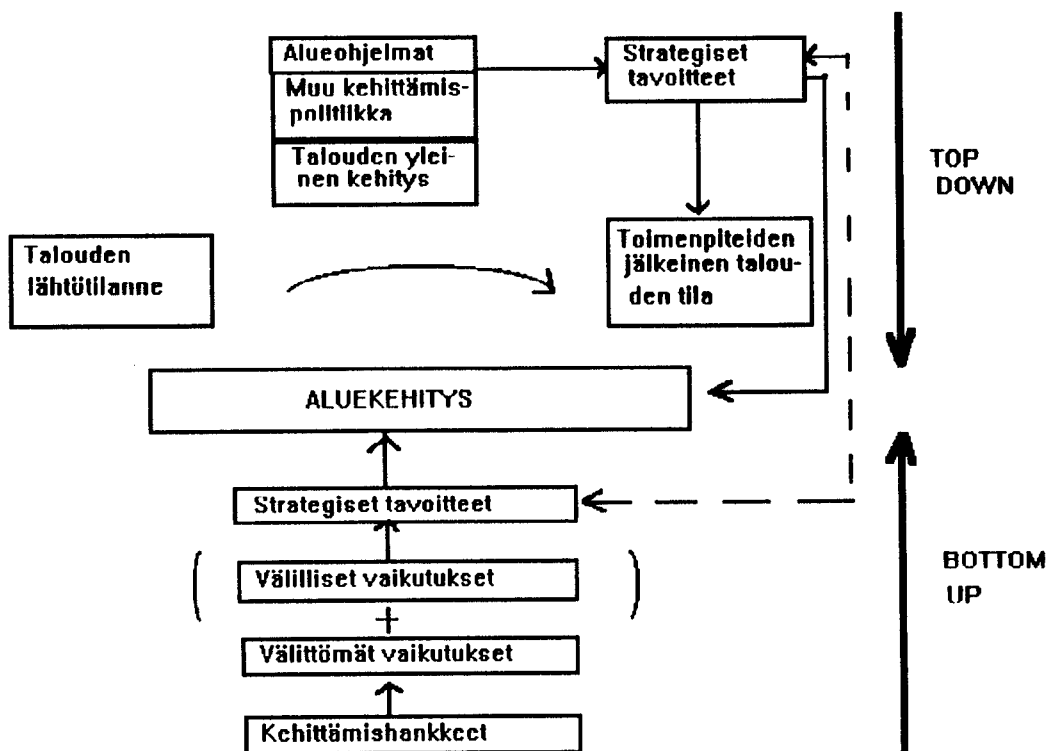 Alueohjelmat
Muu kehittämis-
politiikka
Talouden ylei-
nen kehitys
Strategiset
tavoitteet
TOP
DOWN
Talouden
lähtötilanne
Toimenpiteiden
jälkeinen talou-
den tila
ALUEKEHITYS
Strategiset tavoitteet
( Välilliset vaikutukset )
+
Välittömät vaikutukset
Kehittämishankkeet
BOTTOM
UP